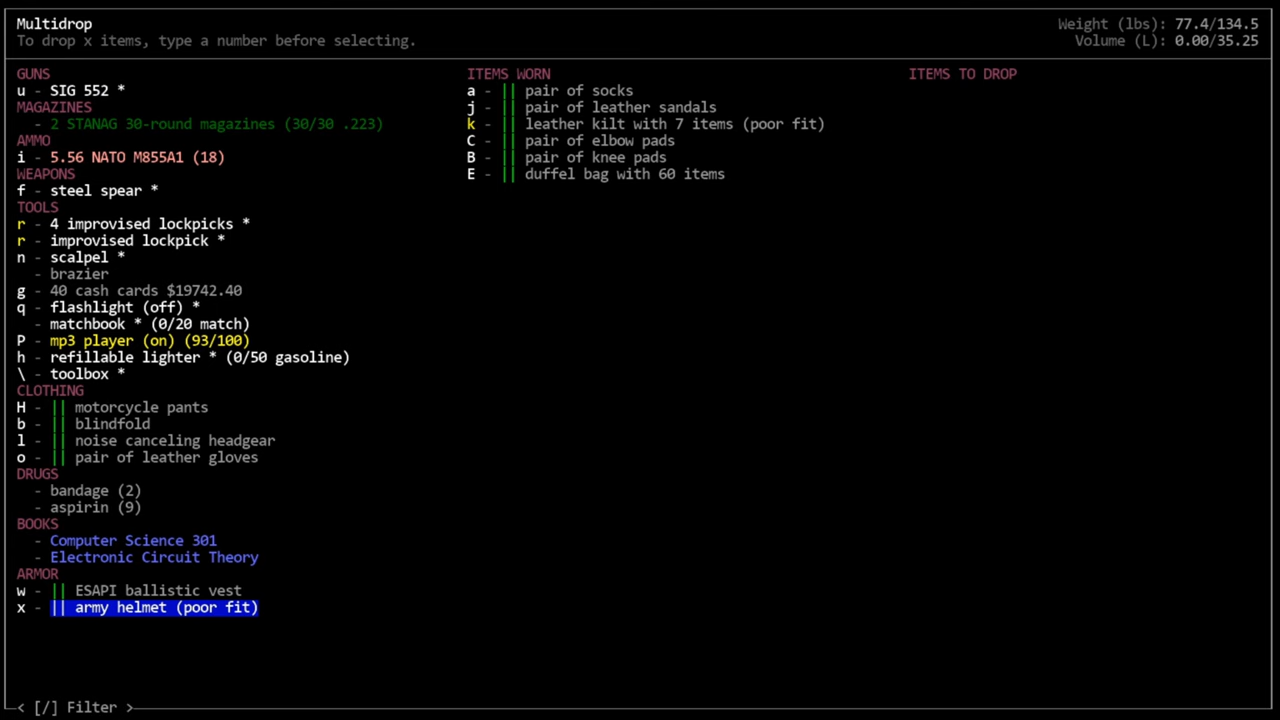 Multidrop
Weight (lbs): 77.4/134.5
To drop x items, type a number before selecting.
Volume (L): 0.00/35.25
GUNS
u - SIG 552 *
MAGAZINES
- 2 STANAG 30-round magazines (30/30 .223)
AMMO
i - 5.56 NATO M855A1 (18)
WEAPONS
f - steel spear *
TOOLS
r - 4 improvised lockpicks *
r - improvised lockpick *
n - scalpel *
- brazier
g - 40 cash cards $19742.40
q - flashlight (off) *
- matchbook * (0/20 match)
P - mp3 player (on) (93/100)
h - refillable lighter * (0/50 gasoline)
\ - toolbox *
CLOTHING
H - || motorcycle pants
b - || blindfold
l - || noise canceling headgear
o - || pair of leather gloves
DRUGS
- bandage (2)
- aspirin (9)
BOOKS
- Computer Science 301
- Electronic Circuit Theory
ARMOR
w - || ESAPI ballistic vest
x - || army helmet (poor fit)
ITEMS WORN
a - || pair of socks
j - || pair of leather sandals
k - || leather kilt with 7 items (poor fit)
C - || pair of elbow pads
B - || pair of knee pads
E - || duffel bag with 60 items
ITEMS TO DROP
< [/] Filter >